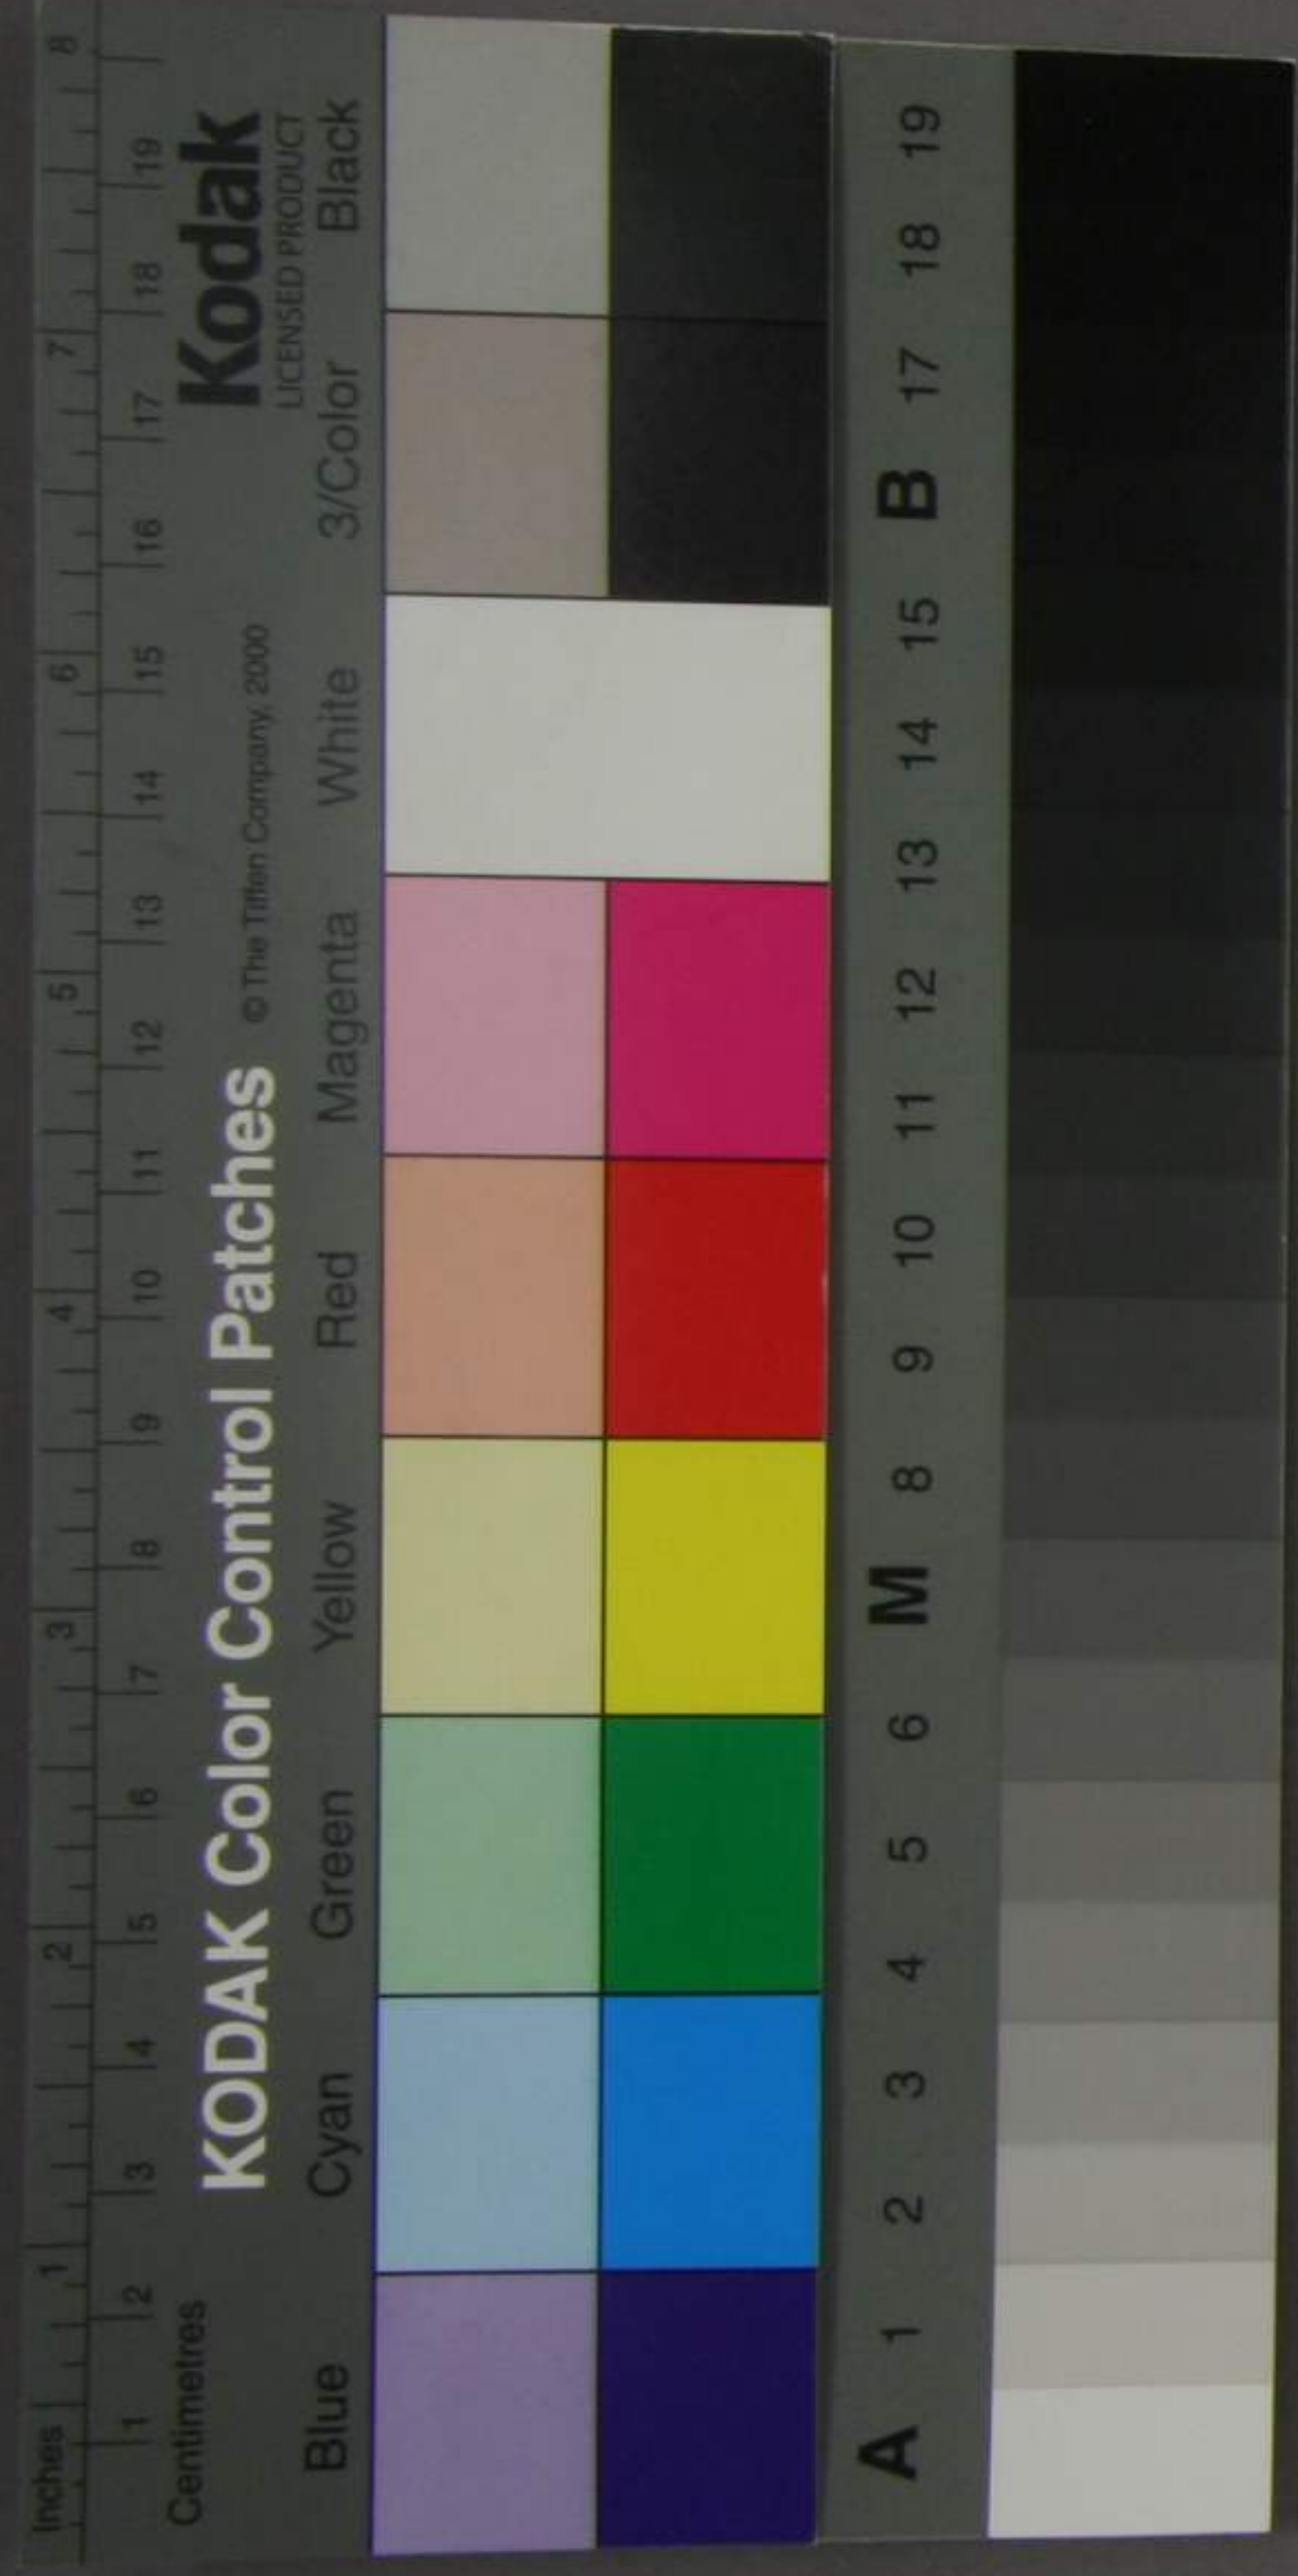 Inches 1 2 3 4 5 6 7 8
1 2 3 4 5 6 7 8 9 10 11 12 13 14 15 16 17 18 19
Centimetres
KODAK Color Control Patches © The Tiffen Company, 2000
Kodak
LICENSED PRODUCT
Blue Cyan Green Yellow Red Magenta White 3/Color Black
A 1 2 3 4 5 6 M 8 9 10 11 12 13 14 15 B 17 18 19